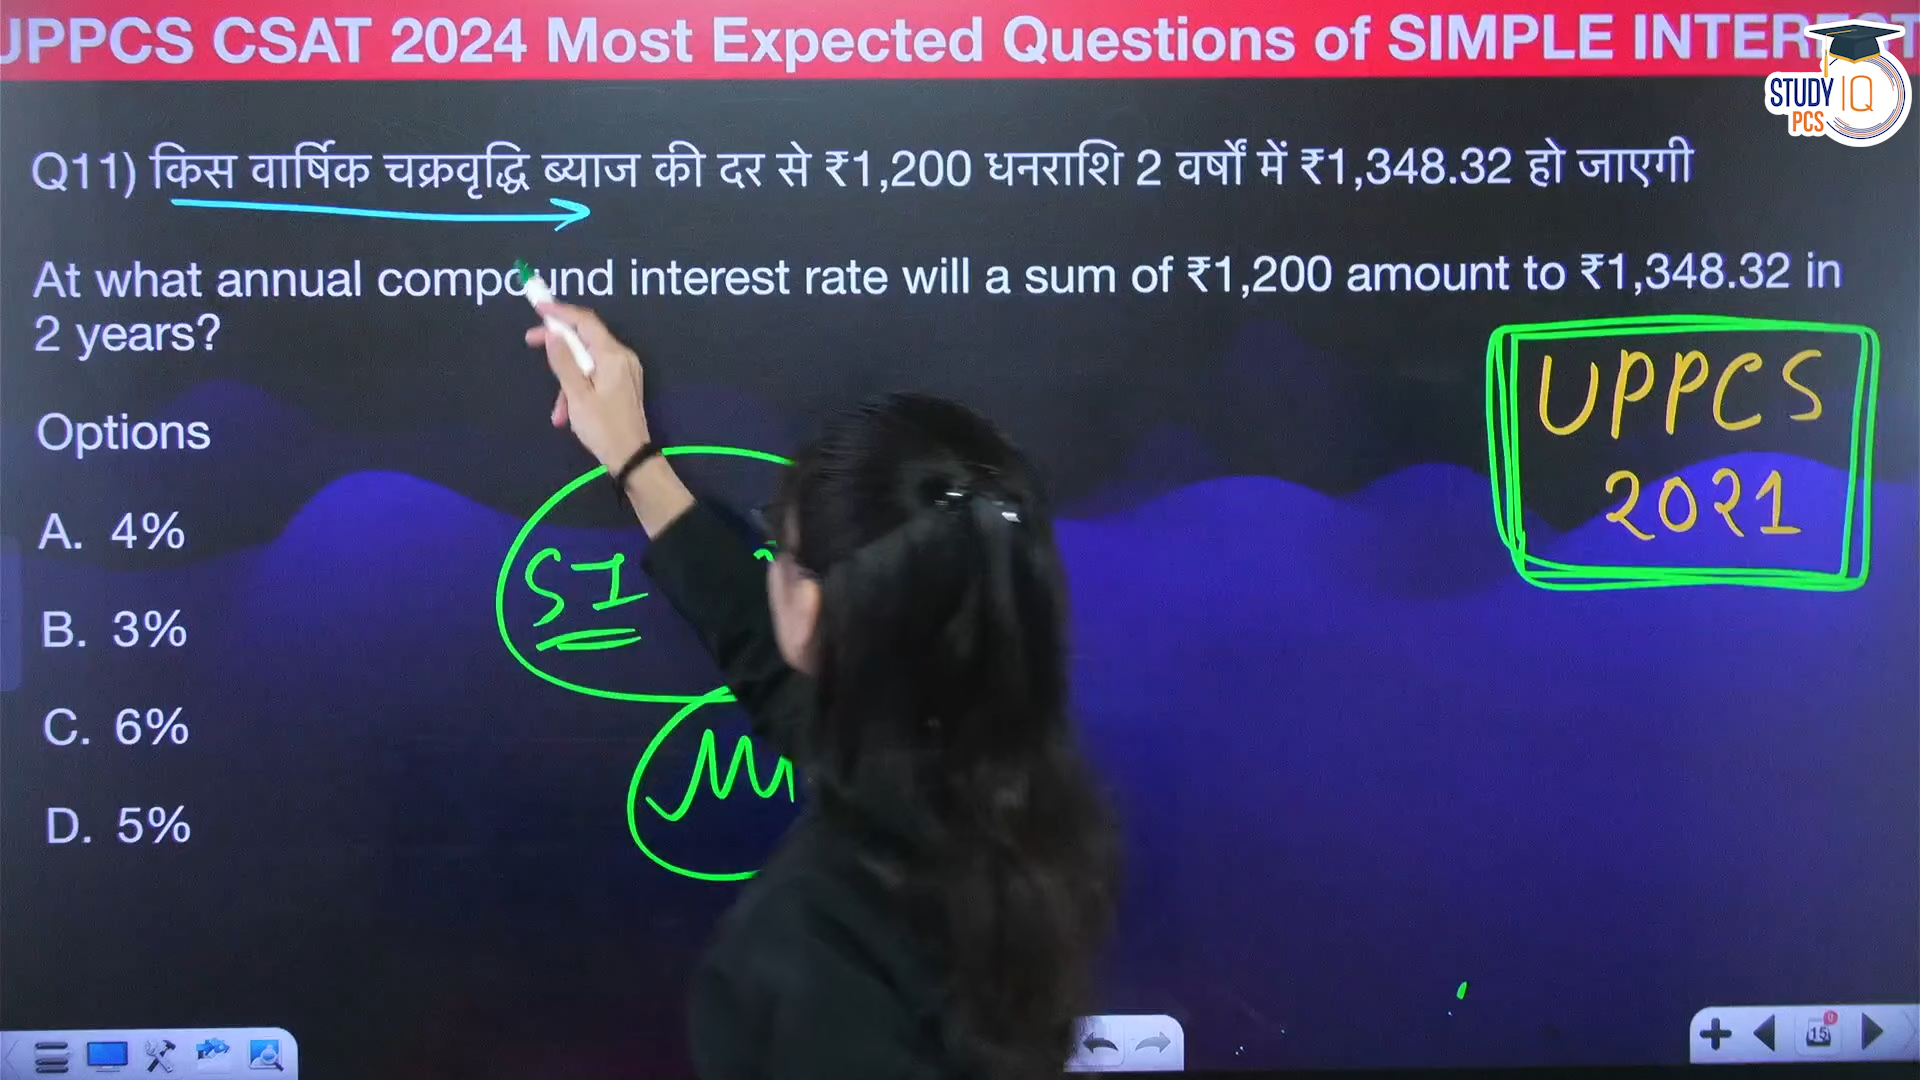 UPPCS CSAT 2024 Most Expected Questions of SIMPLE INTEREST
STUDY IQ
PCS
Q11) किस वार्षिक चक्रवृद्धि ब्याज की दर से ₹1,200 धनराशि 2 वर्षों में ₹1,348.32 हो जाएगी
At what annual compound interest rate will a sum of ₹1,200 amount to ₹1,348.32 in
2 years?
UPPCS
2021
Options
A. 4%
B. 3%
C. 6%
D. 5%
SI
15